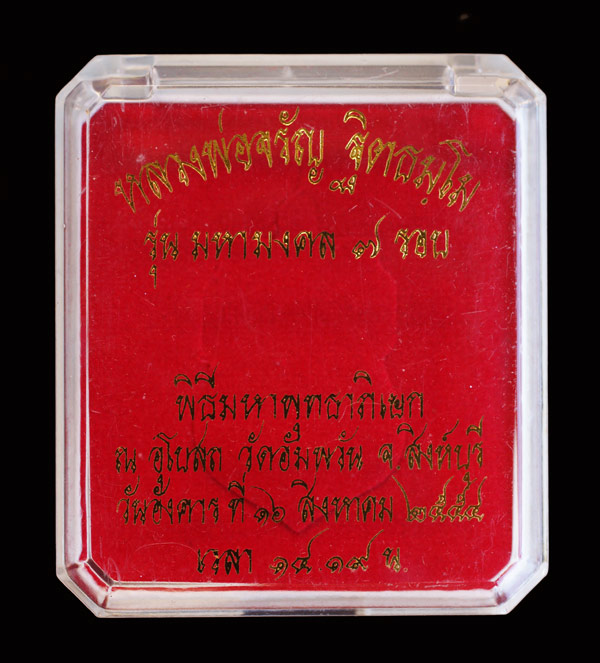 หลวงพ่อจรัญ ฐิตธมฺโม
รุ่น มหามงคล ๗ รอบ
พิธีมหาพุทธาภิเษก
ณ อุโบสถ วัดอัมพวัน จ.สิงห์บุรี
วันอังคาร ที่ ๑๖ สิงหาคม ๒๕๕๔
เวลา ๑๔.๑๙ น.